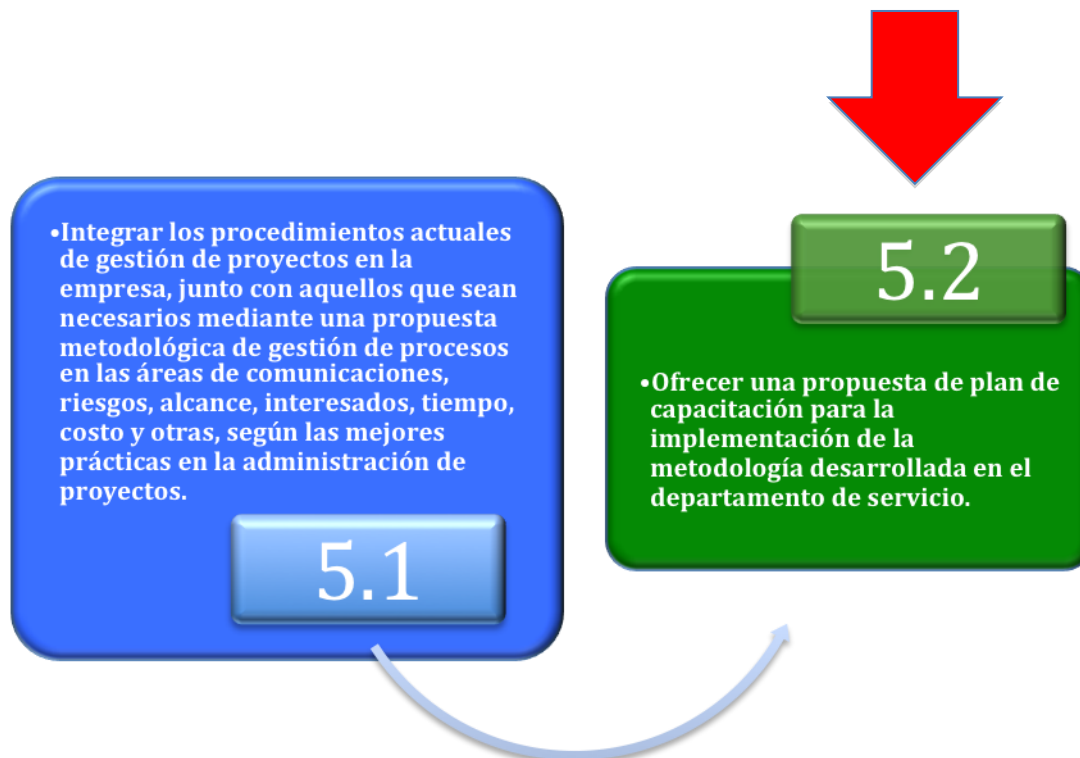 •Integrar los procedimientos actuales
de gestión de proyectos en la
empresa, junto con aquellos que sean
necesarios mediante una propuesta
metodológica de gestión de procesos
en las áreas de comunicaciones,
riesgos, alcance, interesados, tiempo,
costo y otras, según las mejores
prácticas en la administración de
proyectos.
5.1
5.2
•Ofrecer una propuesta de plan de
capacitación para la
implementación de la
metodología desarrollada en el
departamento de servicio.